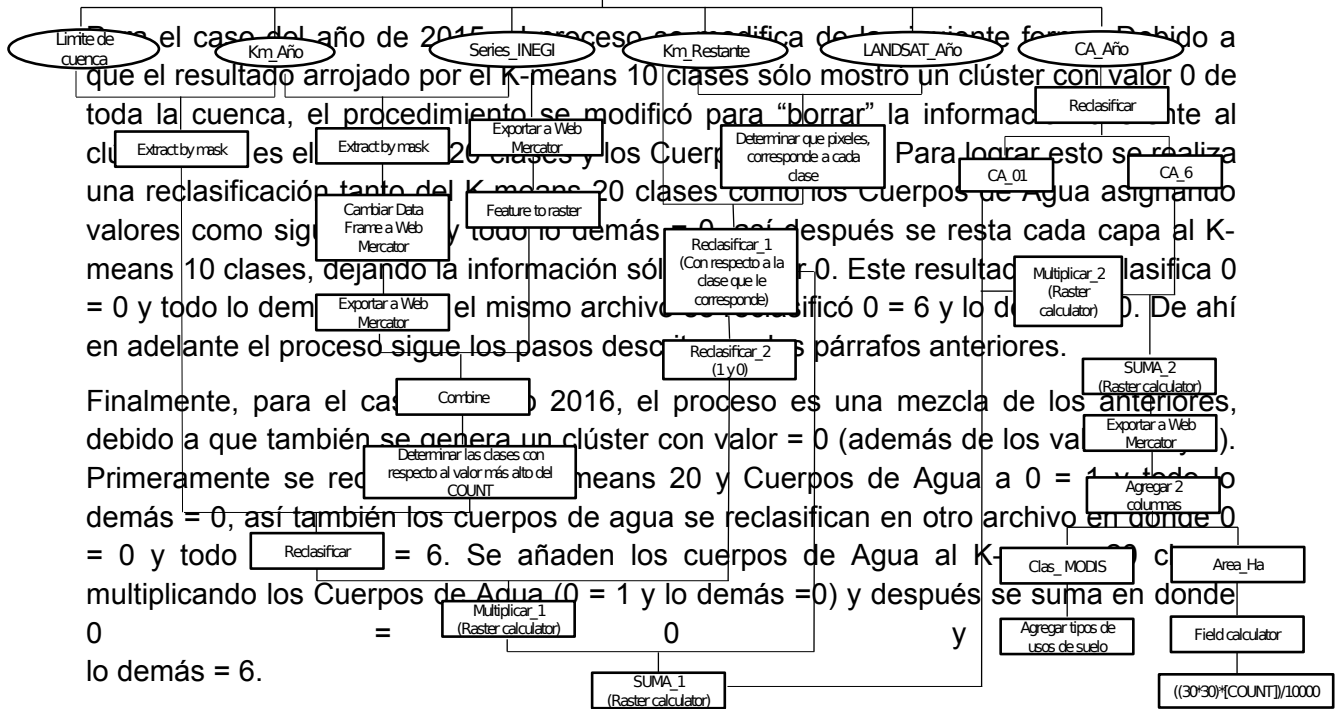 el caso del año de 2015 proceso se modifica de la siguiente forma. Debido a
que el resultado arrojado por el K-means 10 clases sólo mostró un clúster con valor 0 de
toda la cuenca, el procedimiento se modificó para “borrar” la información al
es el 20 clases y los Para lograr esto se realiza
una reclasificación tanto del K-means 20 clases como los Cuerpos de Agua asignando
valores como y todo lo demás = 0, así después se resta cada capa al K-
means 10 clases, dejando la información 0. Este 0
= 0 y todo lo el mismo archivo se reclasificó 0 = 6 y lo 0. De ahí
en adelante el proceso sigue los pasos párrafos anteriores.
Finalmente, para el 2016, el proceso es una mezcla de los anteriores,
debido a que también se genera un clúster con valor = 0 (además de los ).
Primeramente se means 20 y Cuerpos de Agua a 0 = 1 y todo lo
demás = 0, así también los cuerpos de agua se reclasifican en otro archivo en donde 0
= 0 y todo = 6. Se añaden los cuerpos de Agua al
multiplicando los Cuerpos de Agua (0 = 1 y lo demás =0) y después se suma en donde
0 = 0 y
lo demás = 6.
Limite de
cuenca
Km_Año
Series_INEGI
Km_Restante
LANDSAT_Año
CA_Año
Reclasificar
Extract by mask
Extract by mask
Exportar a Web
Mercator
Determinar que pixeles,
corresponde a cada
clase
CA_01
CA_6
Cambiar Data
Frame a Web
Mercator
Feature to raster
Reclasificar_1
(Con respecto a la
clase que le
corresponde)
Multiplicar_2
(Raster
calculator)
Exportar a Web
Mercator
Reclasificar_2
(1 y 0)
SUMA_2
(Raster calculator)
Combine
Exportar a Web
Mercator
Determinar las clases con
respecto al valor más alto del
COUNT
Agregar 2
columnas
Reclasificar
Clas_ MODIS
Area_Ha
Multiplicar_1
(Raster calculator)
Agregar tipos de
usos de suelo
Field calculator
SUMA_1
(Raster calculator)
((30*30)*[COUNT])/10000